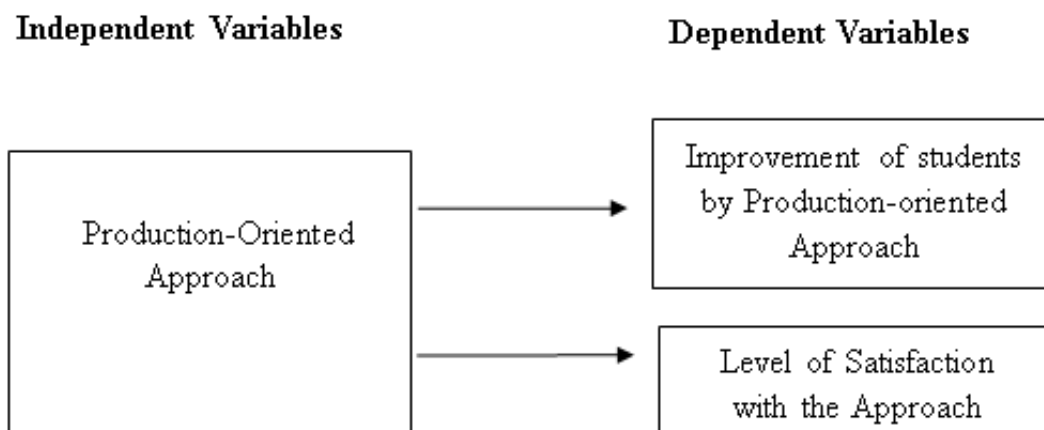 Independent Variables
Dependent Variables
Production-Oriented
Approach
Improvement of students
by Production-oriented
Approach
Level of Satisfaction
with the Approach